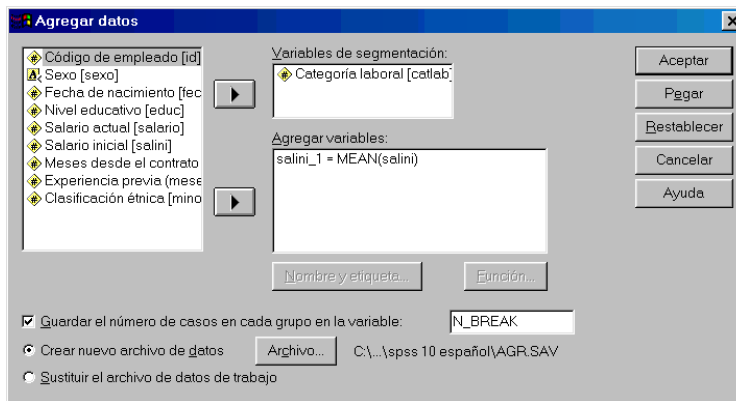 Agregar datos
Código de empleado [id]
Sexo [sexo]
Fecha de nacimiento [fec
Nivel educativo [educ]
Salario actual [salario]
Salario inicial [salini]
Meses desde el contrato
Experiencia previa (mese
Clasificación étnica [mino
Variables de segmentación:
Categoría laboral [catlab]
Agregar variables:
salini_1 = MEAN(salini)
Nombre y etiqueta...
Función...
Aceptar
Pegar
Restablecer
Cancelar
Ayuda
Guardar el número de casos en cada grupo en la variable:
N_BREAK
Crear nuevo archivo de datos
Archivo...
C:\...\spss 10 español\AGR.SAV
Sustituir el archivo de datos de trabajo